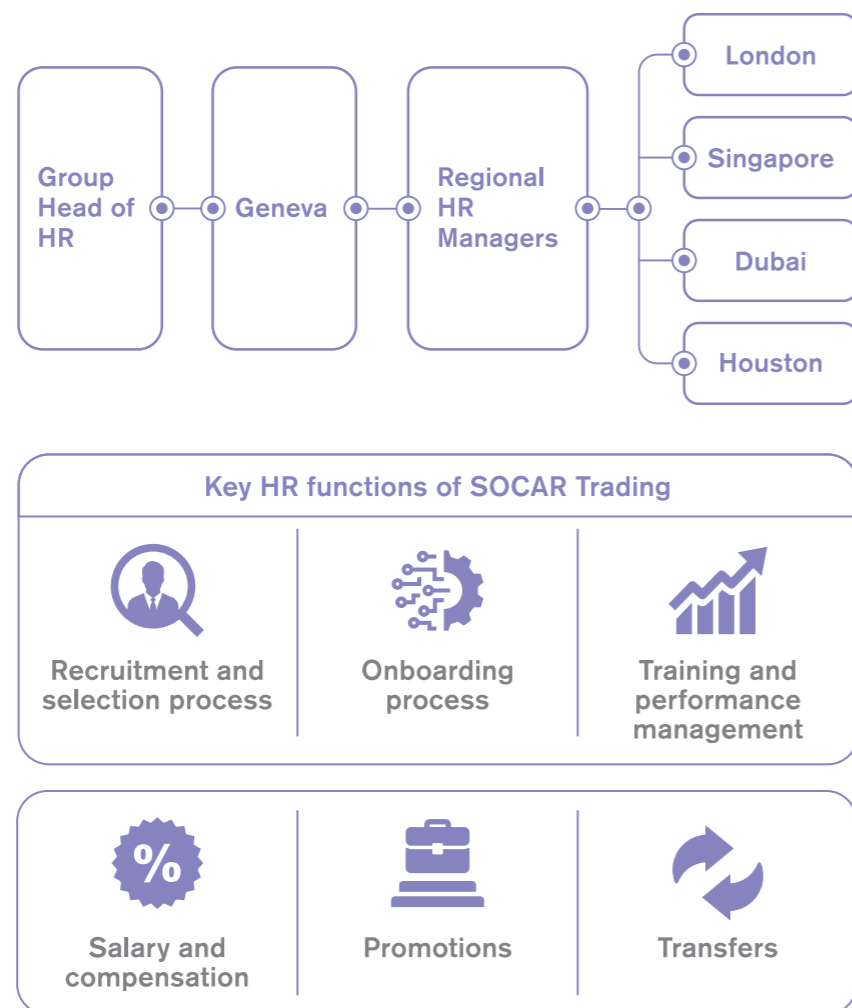 Group
Head of
HR
Geneva
Regional
HR
Managers
London
Singapore
Dubai
Houston
Key HR functions of SOCAR Trading
Recruitment and
selection process
Onboarding
process
Training and
performance
management
%
Salary and
compensation
Promotions
Transfers